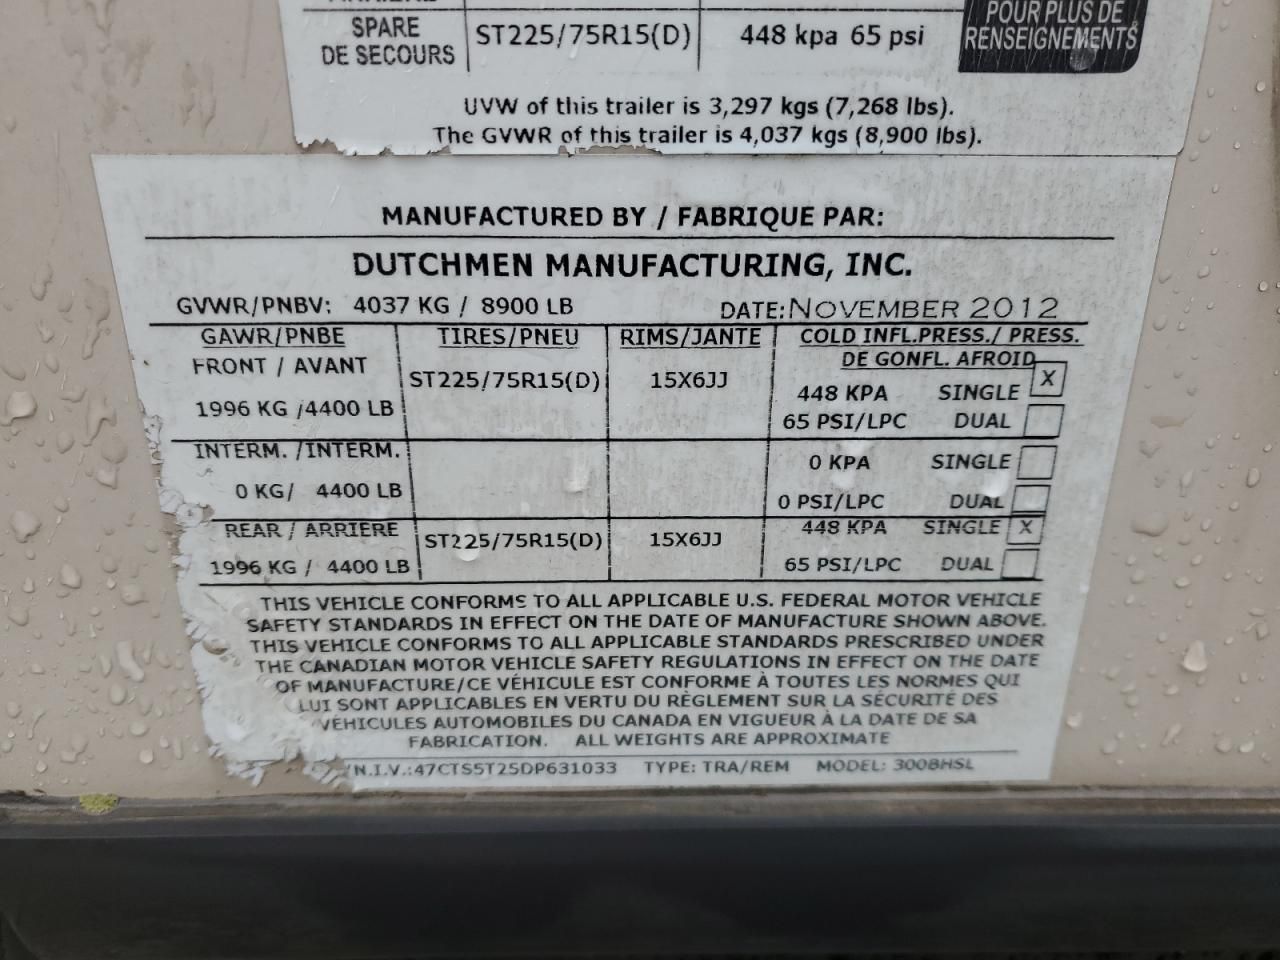 SPARE
DE SECOURS
ST225/75R15(D)
448 kpa 65 psi
POUR PLUS DE
RENSEIGNEMENTS
UVW of this trailer is 3,297 kgs (7,268 lbs).
The GVWR of this trailer is 4,037 kgs (8,900 lbs).
MANUFACTURED BY / FABRIQUE PAR:
DUTCHMEN MANUFACTURING, INC.
GVWR/PNBV: 4037 KG / 8900 LB DATE: NOVEMBER 2012
GAWR/PNBE TIRES/PNEU RIMS/JANTE COLD INFL.PRESS./ PRESS.
DE GONFL. AFROID
FRONT / AVANT ST225/75R15(D) 15X6JJ 448 KPA SINGLE X
1996 KG /4400 LB 65 PSI/LPC DUAL
INTERM. /INTERM. 0 KPA SINGLE
0 KG/ 4400 LB 0 PSI/LPC DUAL
REAR / ARRIERE ST225/75R15(D) 15X6JJ 448 KPA SINGLE X
1996 KG / 4400 LB 65 PSI/LPC DUAL
THIS VEHICLE CONFORMS TO ALL APPLICABLE U.S. FEDERAL MOTOR VEHICLE
SAFETY STANDARDS IN EFFECT ON THE DATE OF MANUFACTURE SHOWN ABOVE.
THIS VEHICLE CONFORMS TO ALL APPLICABLE STANDARDS PRESCRIBED UNDER
THE CANADIAN MOTOR VEHICLE SAFETY REGULATIONS IN EFFECT ON THE DATE
OF MANUFACTURE/CE VÉHICULE EST CONFORME À TOUTES LES NORMES QUI
LUI SONT APPLICABLES EN VERTU DU RÈGLEMENT SUR LA SÉCURITÉ DES
VÉHICULES AUTOMOBILES DU CANADA EN VIGUEUR À LA DATE DE SA
FABRICATION. ALL WEIGHTS ARE APPROXIMATE
/N.I.V.:47CTS5T25DP631033 TYPE: TRA/REM MODEL: 300BHSL